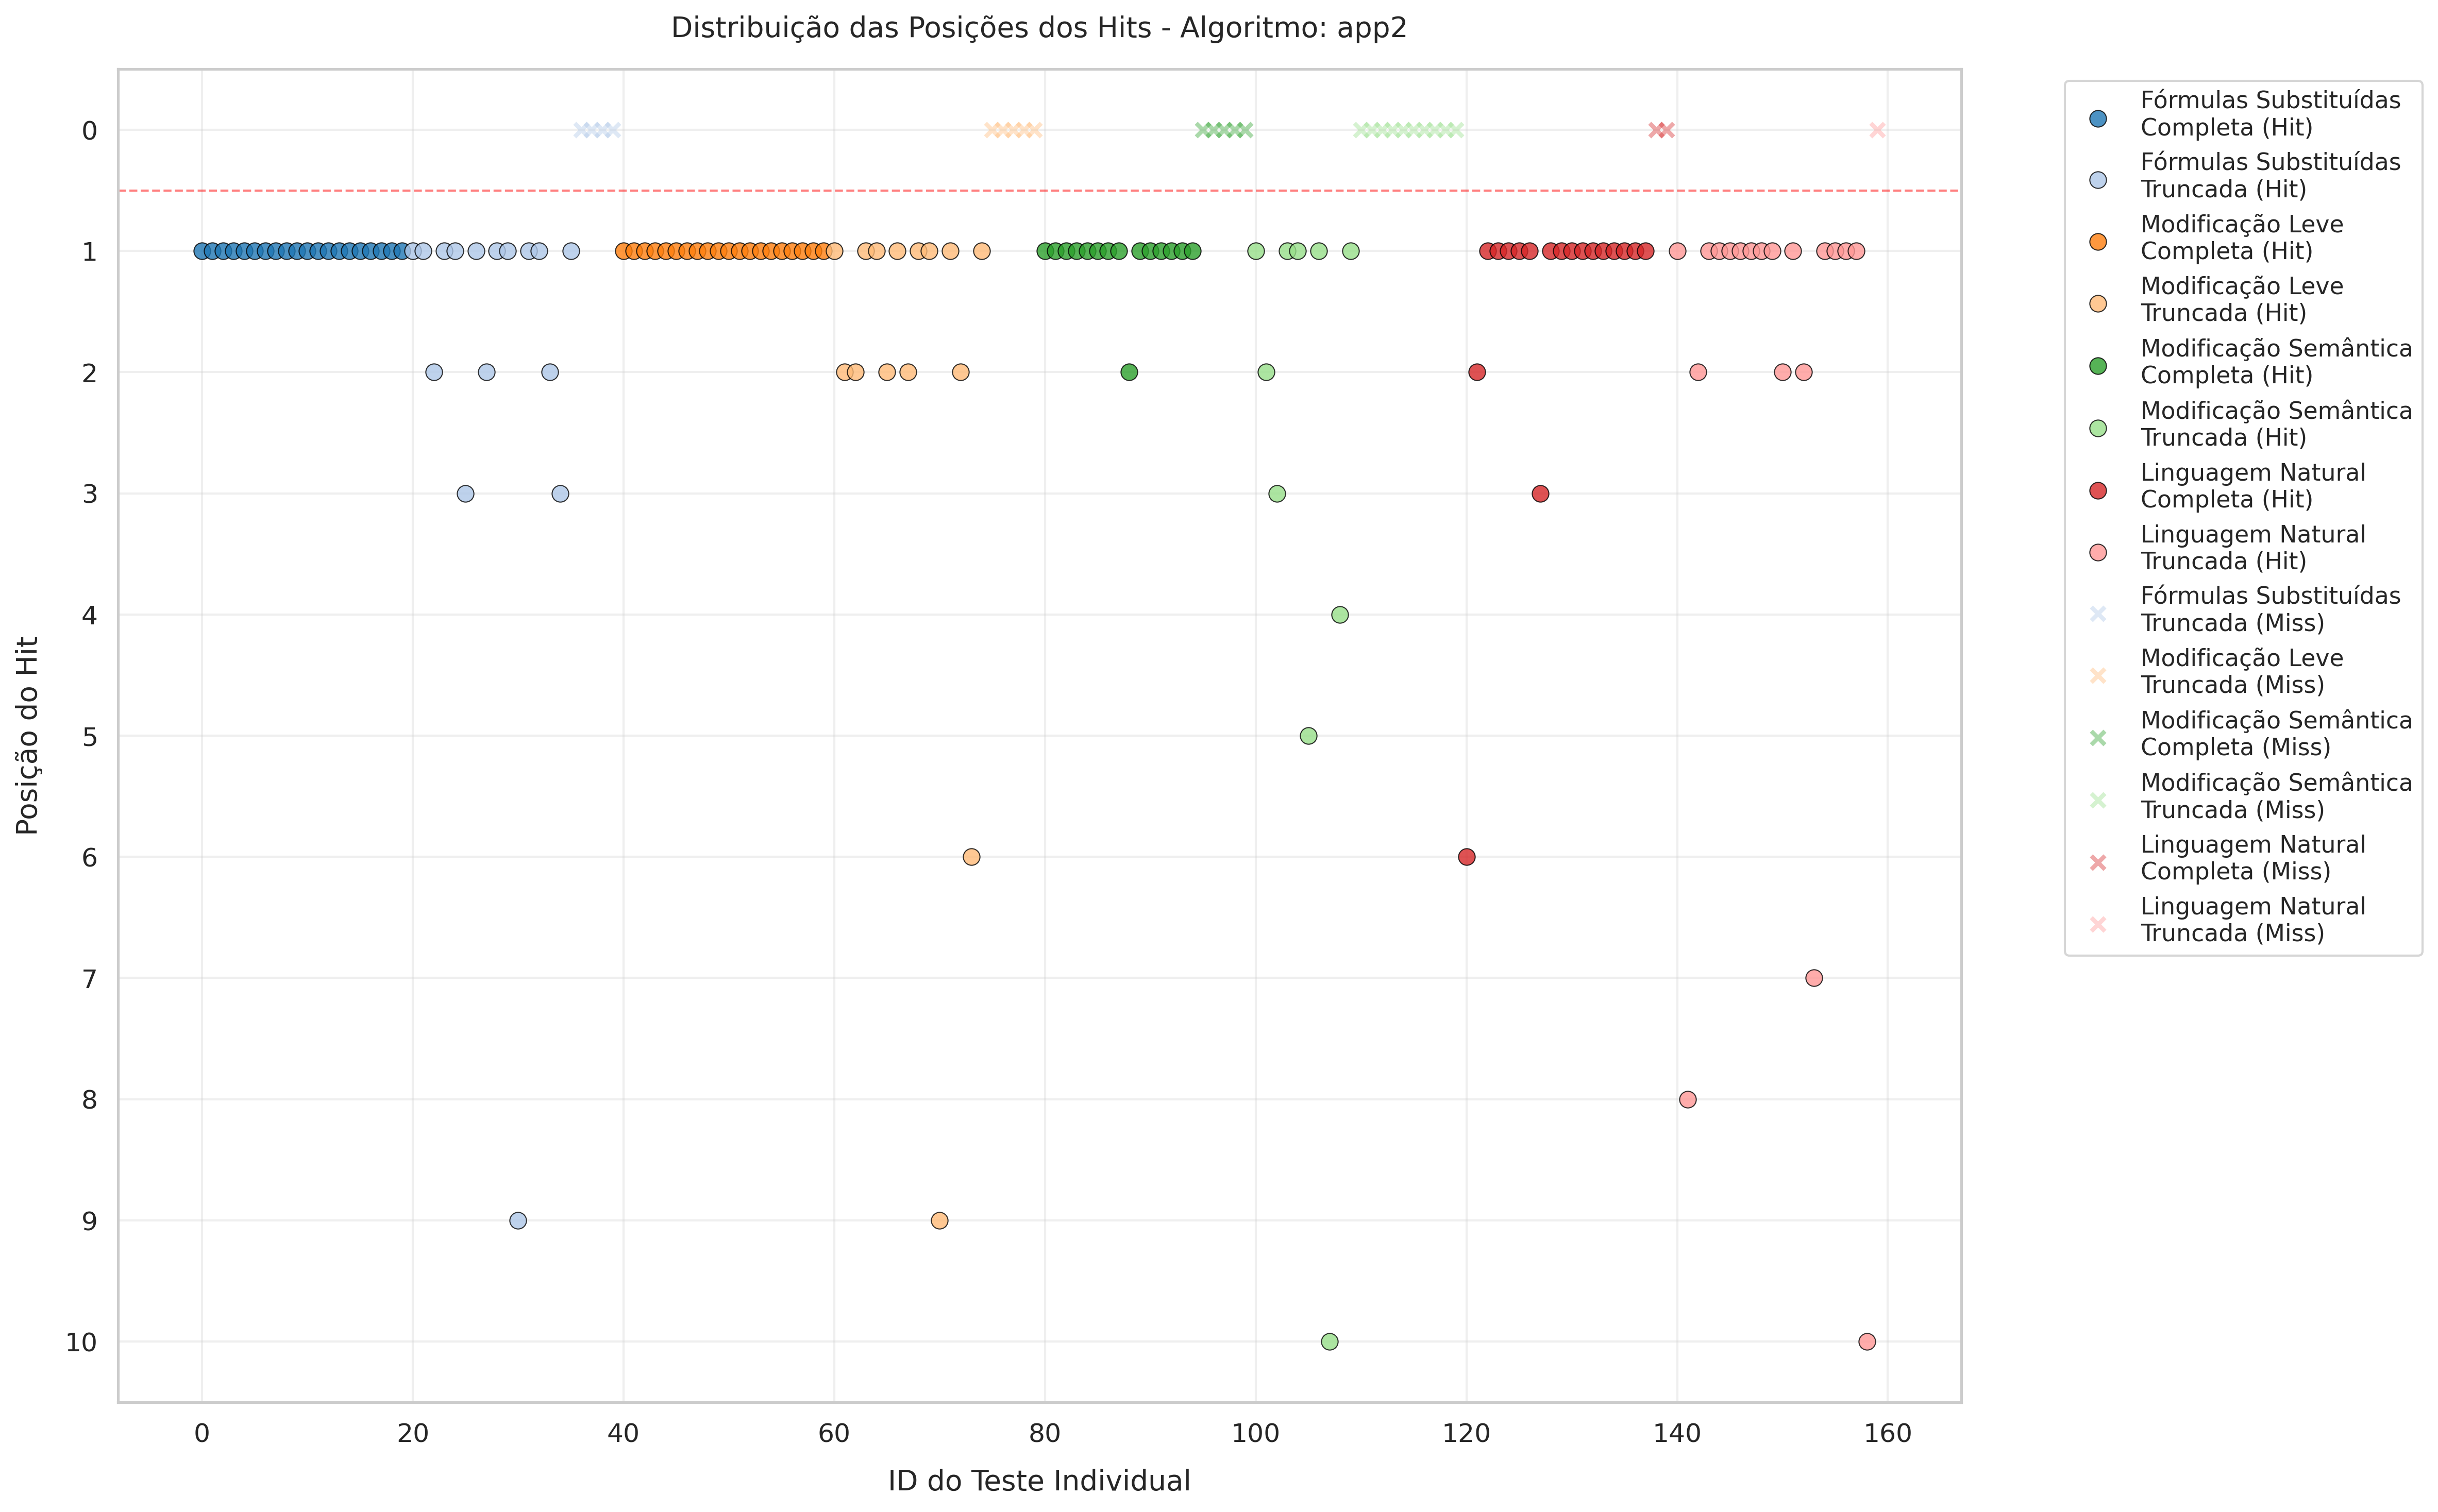 Distribuição das Posições dos Hits - Algoritmo: app2
Posição do Hit
0
1
2
3
4
5
6
7
8
9
10
0
20
40
60
80
100
120
140
160
ID do Teste Individual
Fórmulas Substituídas
Completa (Hit)
Fórmulas Substituídas
Truncada (Hit)
Modificação Leve
Completa (Hit)
Modificação Leve
Truncada (Hit)
Modificação Semântica
Completa (Hit)
Modificação Semântica
Truncada (Hit)
Linguagem Natural
Completa (Hit)
Linguagem Natural
Truncada (Hit)
Fórmulas Substituídas
Truncada (Miss)
Modificação Leve
Truncada (Miss)
Modificação Semântica
Completa (Miss)
Modificação Semântica
Truncada (Miss)
Linguagem Natural
Completa (Miss)
Linguagem Natural
Truncada (Miss)